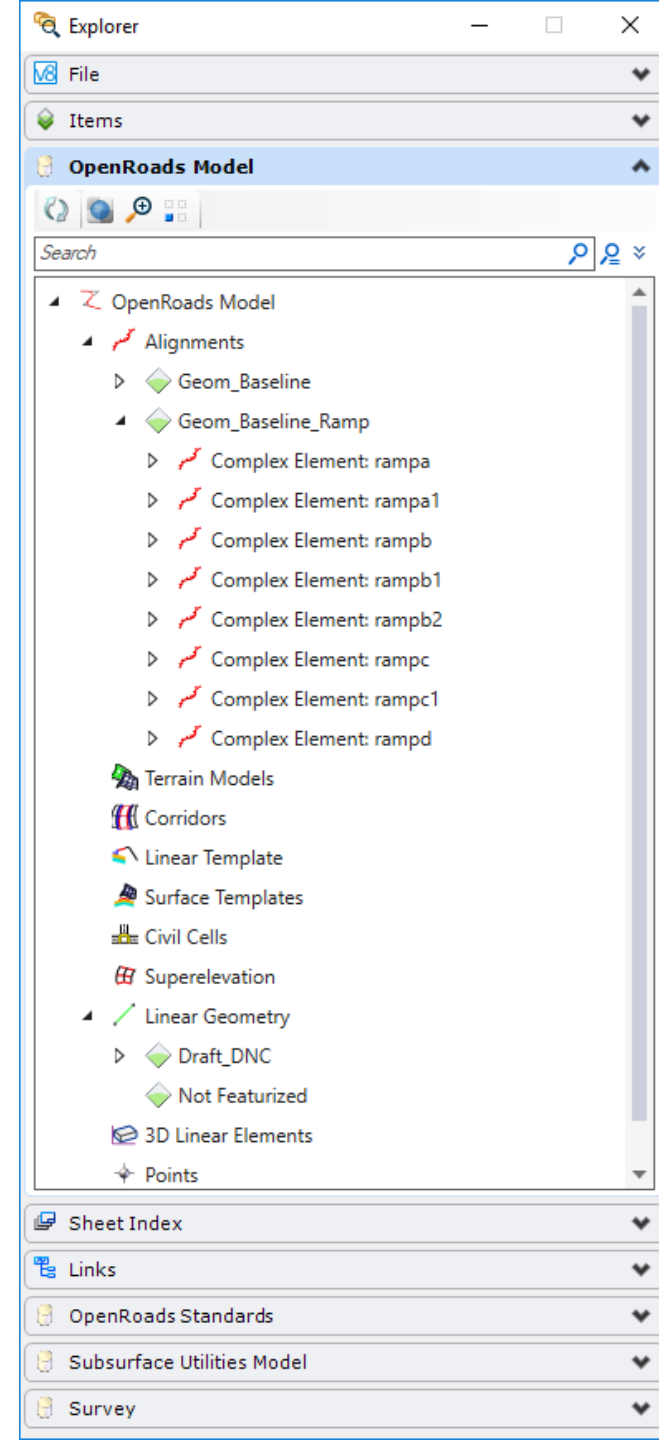 Explorer
File
Items
OpenRoads Model
Search
OpenRoads Model
Alignments
Geom_Baseline
Geom_Baseline_Ramp
Complex Element: rampa
Complex Element: rampa1
Complex Element: rampb
Complex Element: rampb1
Complex Element: rampb2
Complex Element: rampc
Complex Element: rampc1
Complex Element: rampd
Terrain Models
Corridors
Linear Template
Surface Templates
Civil Cells
Superelevation
Linear Geometry
Draft_DNC
Not Featurized
3D Linear Elements
Points
Sheet Index
Links
OpenRoads Standards
Subsurface Utilities Model
Survey